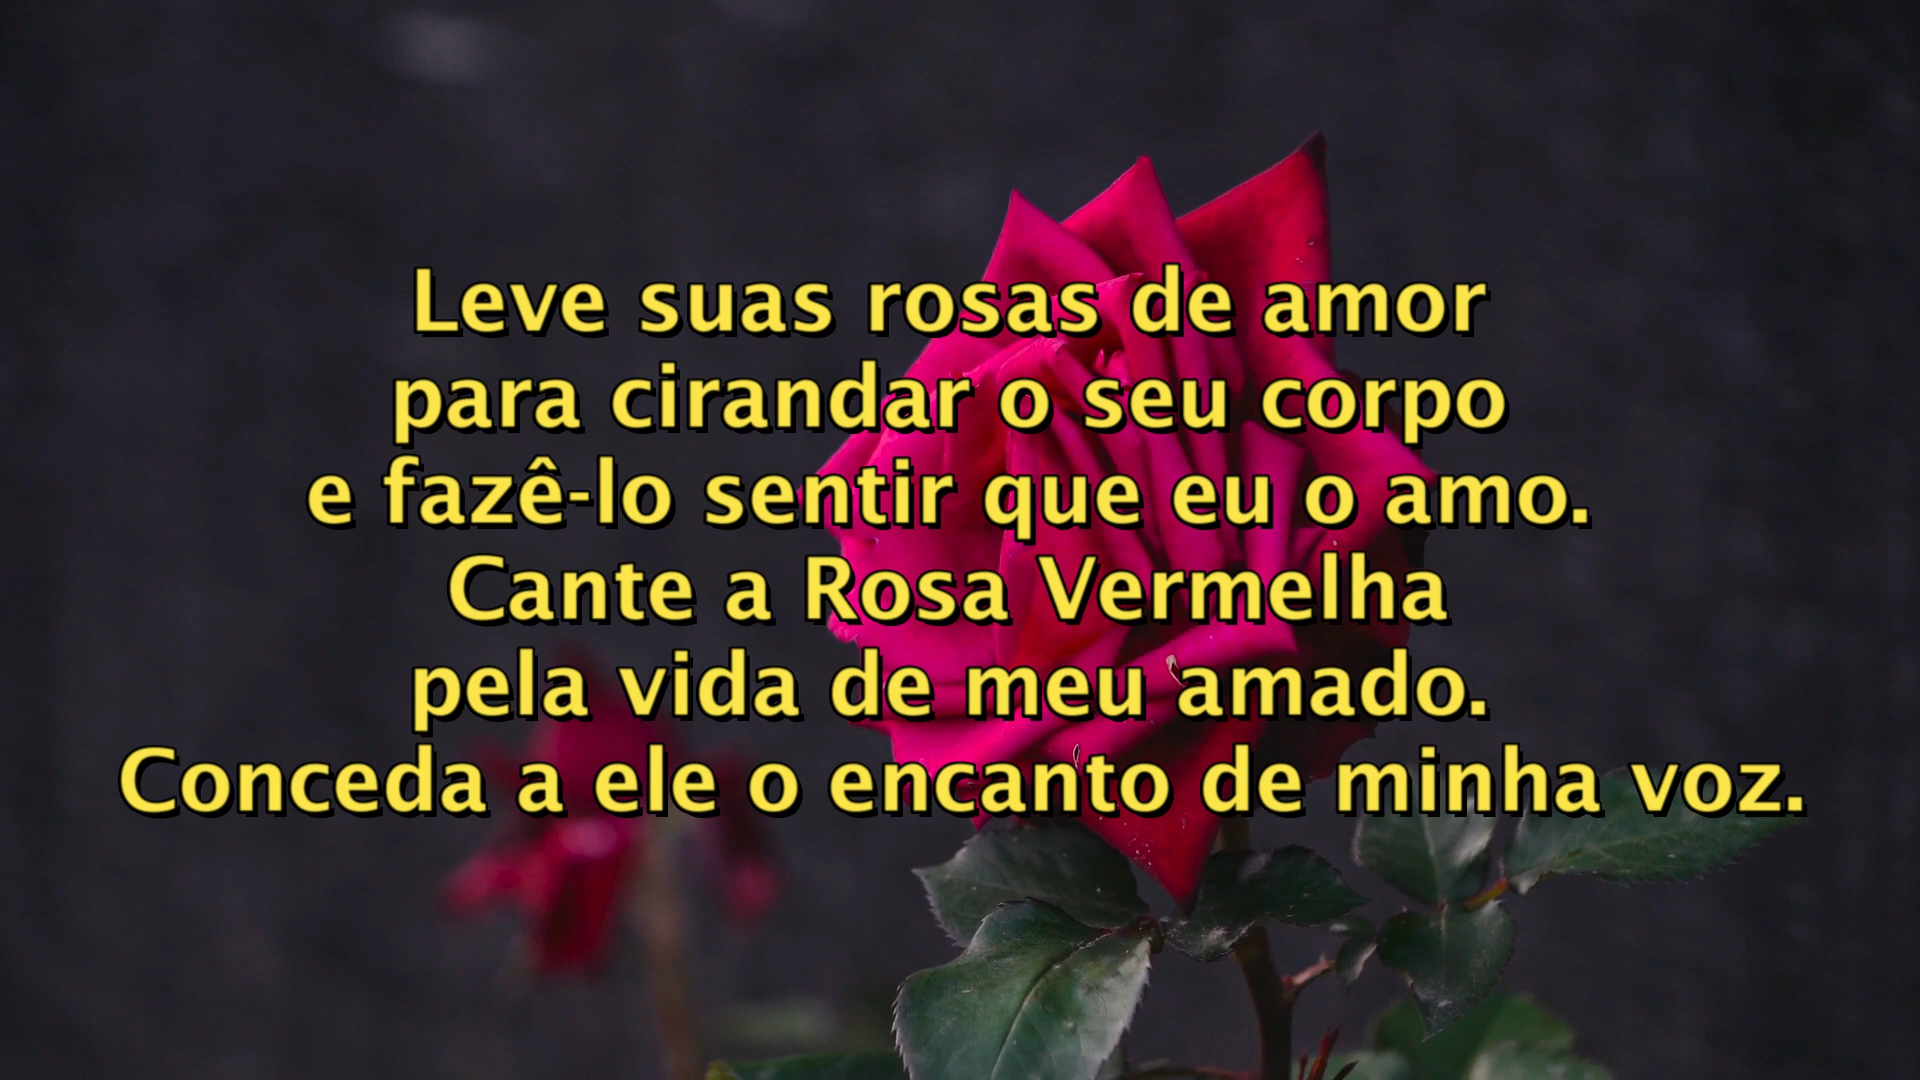 Leve suas rosas de amor
para cirandar o seu corpo
e fazê-lo sentir que eu o amo.
Cante a Rosa Vermelha
pela vida de meu amado.
Conceda a ele o encanto de minha voz.